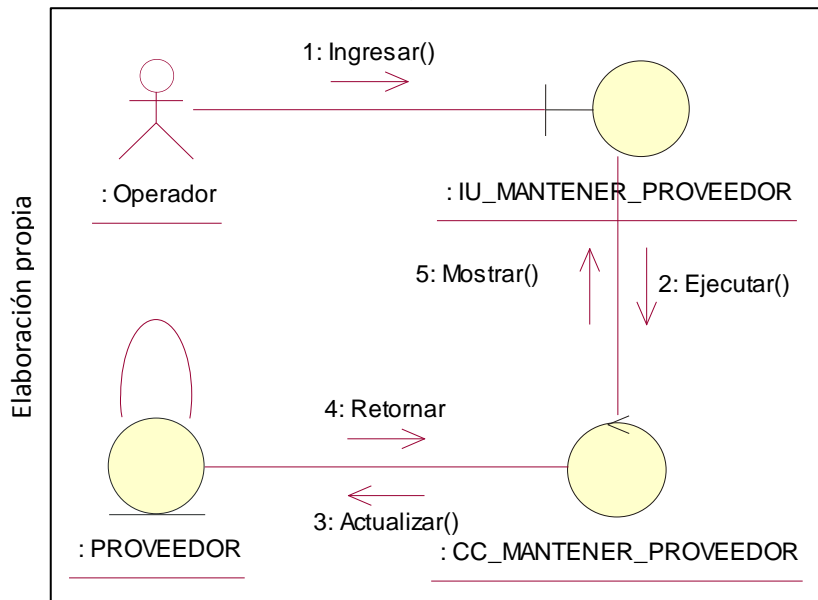 1: Ingresar()
: Operador
: IU_MANTENER_PROVEEDOR
5: Mostrar()
2: Ejecutar()
Elaboración propia
4: Retornar
3: Actualizar()
: PROVEEDOR
: CC_MANTENER_PROVEEDOR